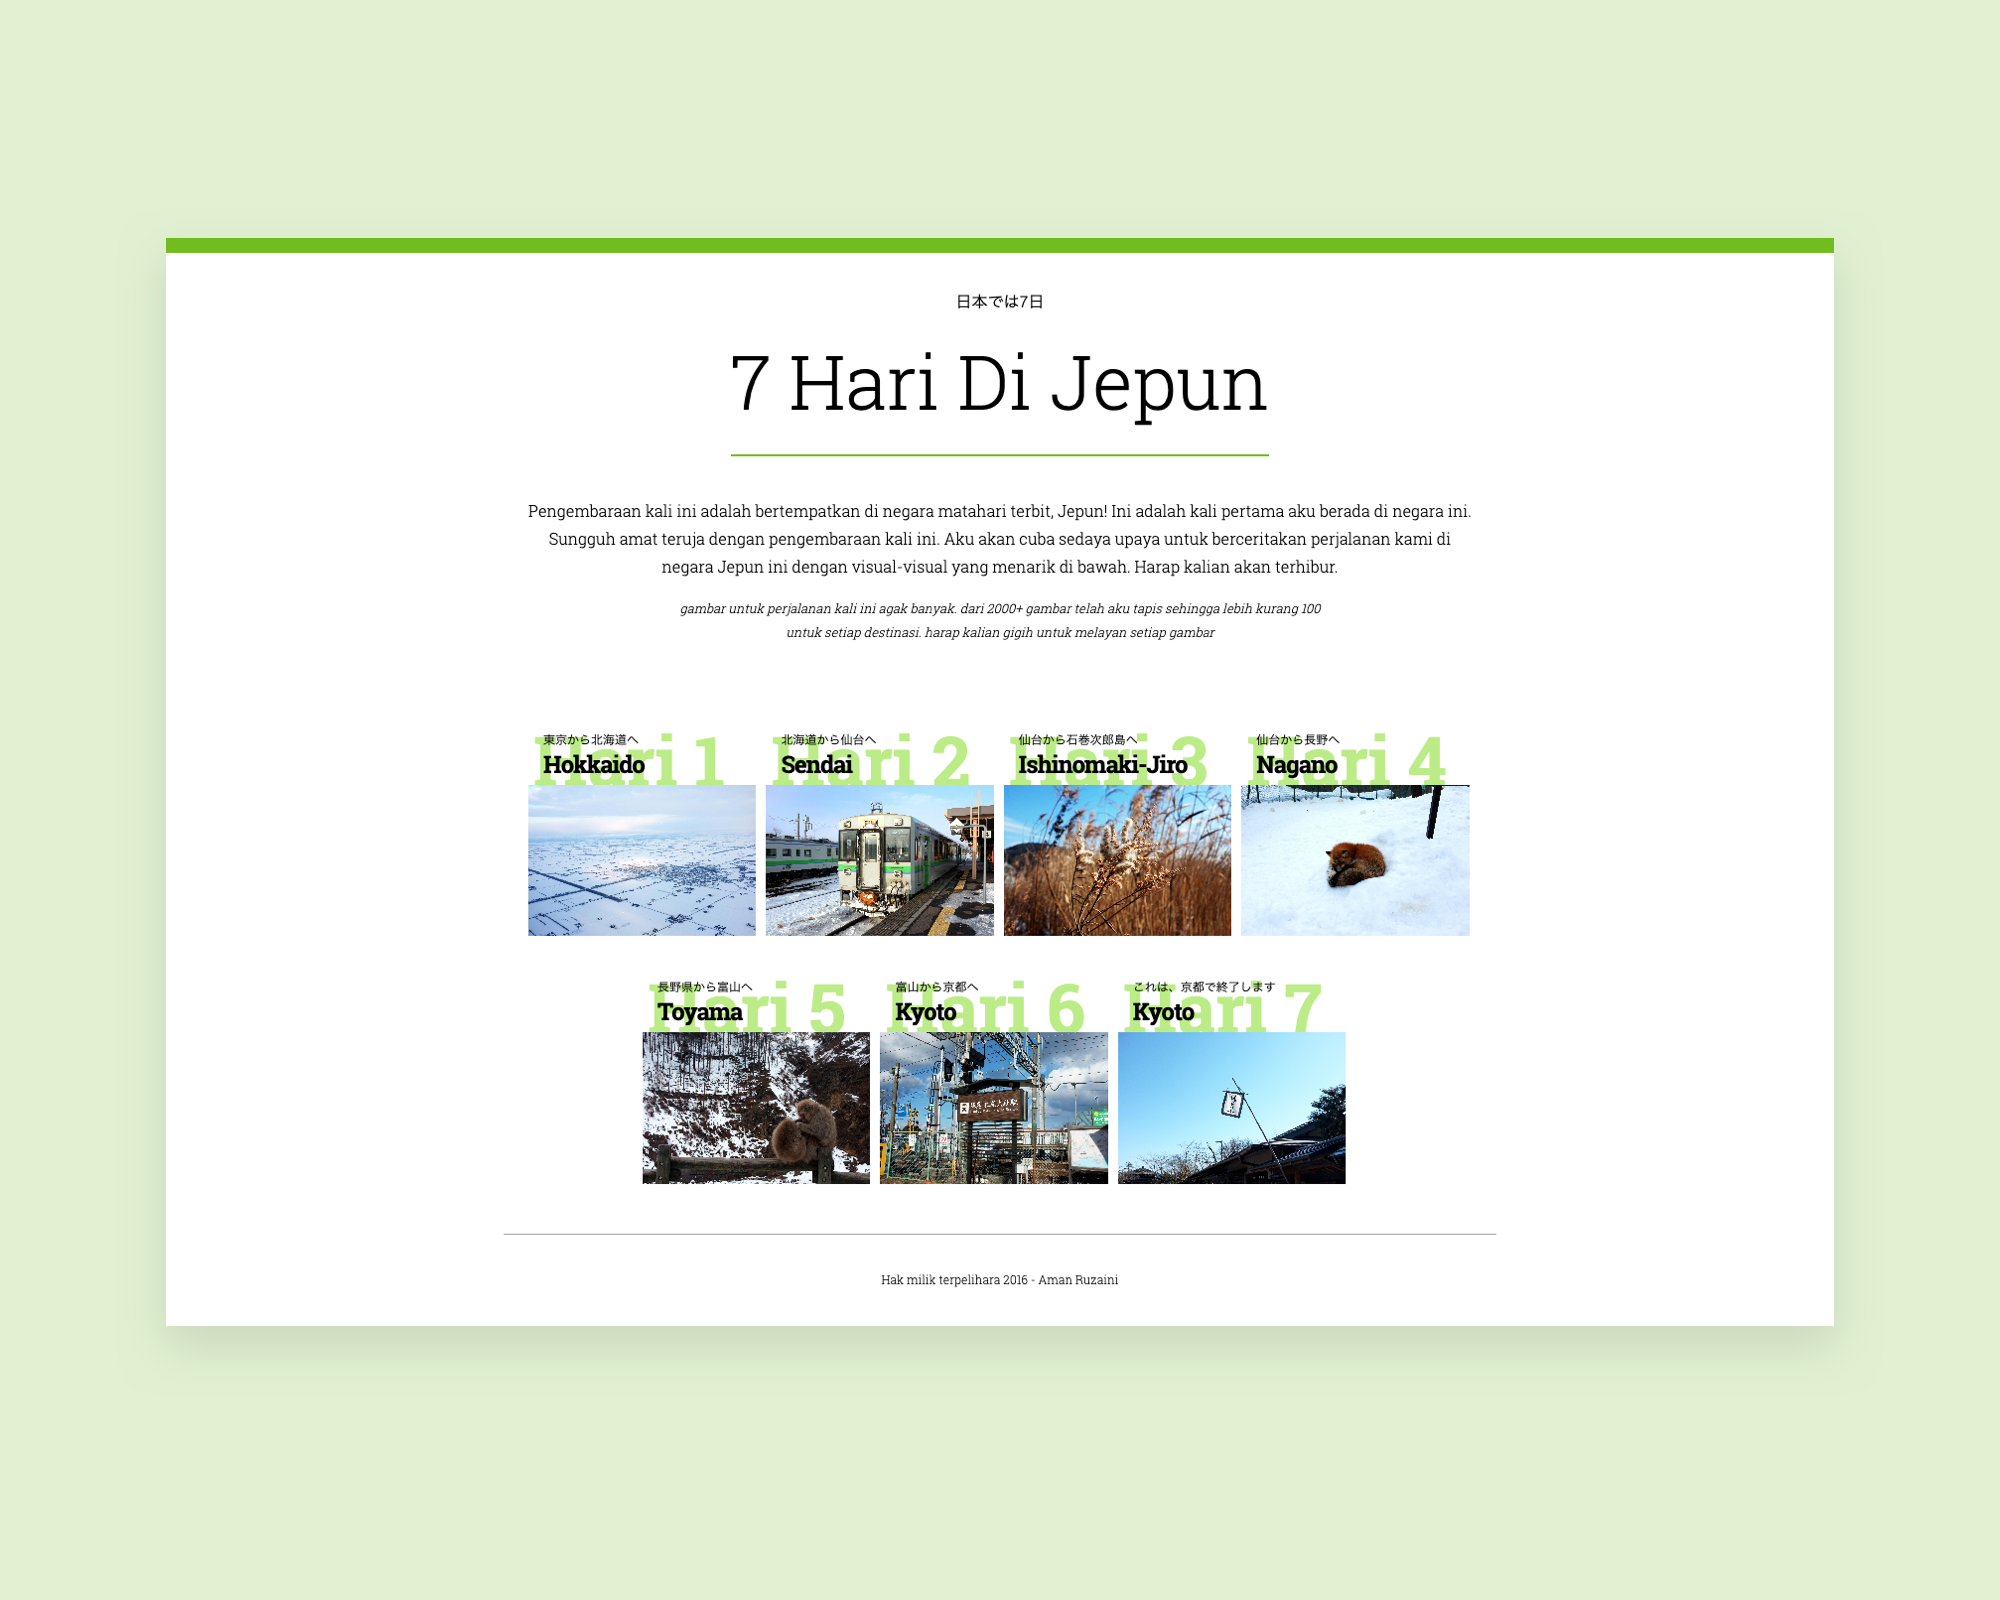 日本では7日
7 Hari Di Jepun
Pengembaraan kali ini adalah bertempatkan di negara matahari terbit, Jepun! Ini adalah kali pertama aku berada di negara ini.
Sungguh amat teruja dengan pengembaraan kali ini. Aku akan cuba sedaya upaya untuk berceritakan perjalanan kami di
negara Jepun ini dengan visual-visual yang menarik di bawah. Harap kalian akan terhibur.
gambar untuk perjalanan kali ini agak banyak. dari 2000+ gambar telah aku tapis sehingga lebih kurang 100
untuk setiap destinasi. harap kalian gigih untuk melayan setiap gambar
Hari 1
東京から北海道へ
Hokkaido
Hari 2
北海道から仙台へ
Sendai
Hari 3
仙台から石巻次郎島へ
Ishinomaki-Jiro
Hari 4
仙台から長野へ
Nagano
Hari 5
長野県から富山へ
Toyama
Hari 6
富山から京都へ
Kyoto
Hari 7
これは、京都で終了します
Kyoto
Hak milik terpelihara 2016 - Aman Ruzaini